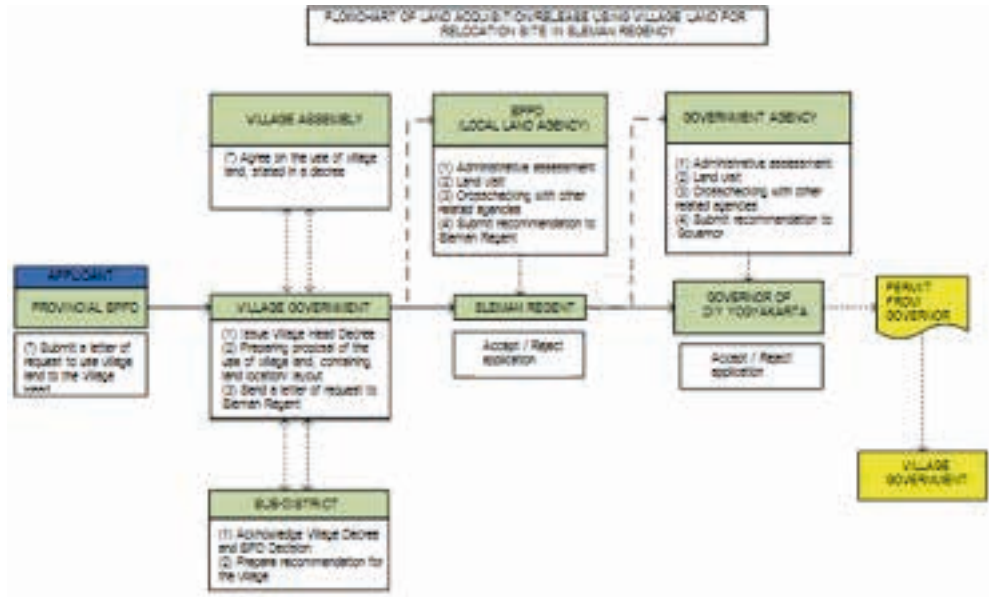 FLOWCHART OF LAND ACQUISITION/RELEASE USING VILLAGE LAND FOR
RELOCATION SITE IN SLEMAN REGENCY
VILLAGE ASSEMBLY
(*) Agree on the use of village
land, stated in a decree
(LOCAL LAND AGENCY)
(1) Administrative assessment
(2) Land visit
(3) Crosschecking with other
related agencies
(4) Submit recommendation to
Sleman Regent
GOVERNMENT AGENCY
(1) Administrative assessment
(2) Land visit
(3) Crosschecking with other
related agencies
(4) Submit recommendation to
Governor
APPLICANT
PROVINCIAL
(*) Submit a letter of
request to use village
land to the Village
VILLAGE GOVERNMENT
(1) Issue Village Head Decree
(2) Preparing proposal of the
use of village land, containing
land location/ layout
(3) Send a letter of request to
Sleman Regent
SLEMAN REGENT
Accept / Reject
application
GOVERNOR OF
DIY YOGYAKARTA
Accept / Reject
application
PERMIT
FROM
GOVERNOR
VILLAGE
GOVERNMENT
SUB-DISTRICT
(1) Acknowledge Village Decree
and BPD Decision
(2) Prepare recommendation for
the village